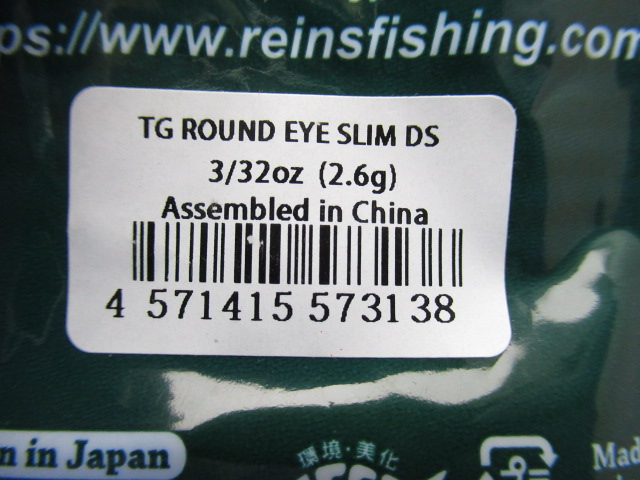 ps://www.reinsfishing.com
TG ROUND EYE SLIM DS
3/32oz (2.6g)
Assembled in China
4 571415 573138
n in Japan
環境・美化
Mad